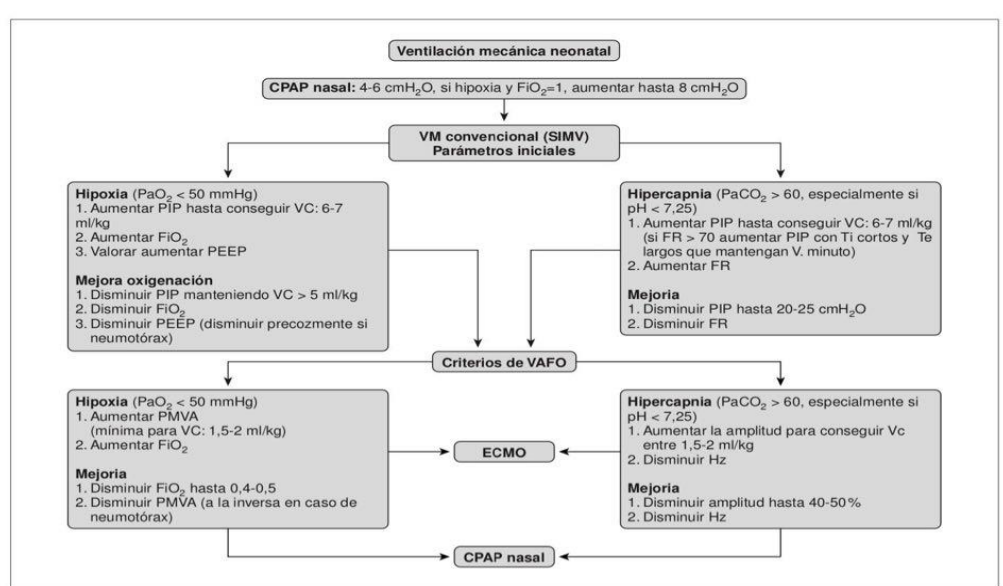 Ventilación mecánica neonatal
CPAP nasal: 4-6 cmH₂O, si hipoxia y FiO₂=1, aumentar hasta 8 cmH₂O
VM convencional (SIMV)
Parámetros iniciales
Hipoxia (PaO₂ < 50 mmHg)
1. Aumentar PIP hasta conseguir VC: 6-7
ml/kg
2. Aumentar FiO₂
3. Valorar aumentar PEEP
Mejora oxigenación
1. Disminuir PIP manteniendo VC > 5 ml/kg
2. Disminuir FiO₂
3. Disminuir PEEP (disminuir precozmente si
neumotórax)
Hipercapnia (PaCO₂ > 60, especialmente si
pH < 7,25)
1. Aumentar PIP hasta conseguir VC: 6-7 ml/kg
(si FR > 70 aumentar PIP con Ti cortos y Te
largos que mantengan V. minuto)
2. Aumentar FR
Mejoria
1. Disminuir PIP hasta 20-25 cmH₂O
2. Disminuir FR
Criterios de VAFO
Hipoxia (PaO₂ < 50 mmHg)
1. Aumentar PMVA
(mínima para VC: 1,5-2 ml/kg)
2. Aumentar FiO₂
Mejoria
1. Disminuir FiO₂ hasta 0,4-0,5
2. Disminuir PMVA (a la inversa en caso de
neumotórax)
ECMO
Hipercapnia (PaCO₂ > 60, especialmente si
pH < 7,25)
1. Aumentar la amplitud para conseguir Vc
entre 1,5-2 ml/kg
2. Disminuir Hz
Mejoria
1. Disminuir amplitud hasta 40-50%
2. Disminuir Hz
CPAP nasal